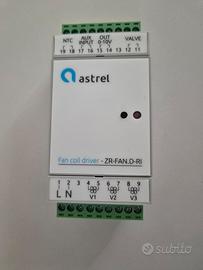 NTC AUX INPUT OUT 0-10V VALVE
19 18 17 16 15 14 13 12 11 10
astrel
Fan coil driver - ZR-FAN.D-RI
1 2 3 4 5 6 7 8 9
L N V1 V2 V3
subito